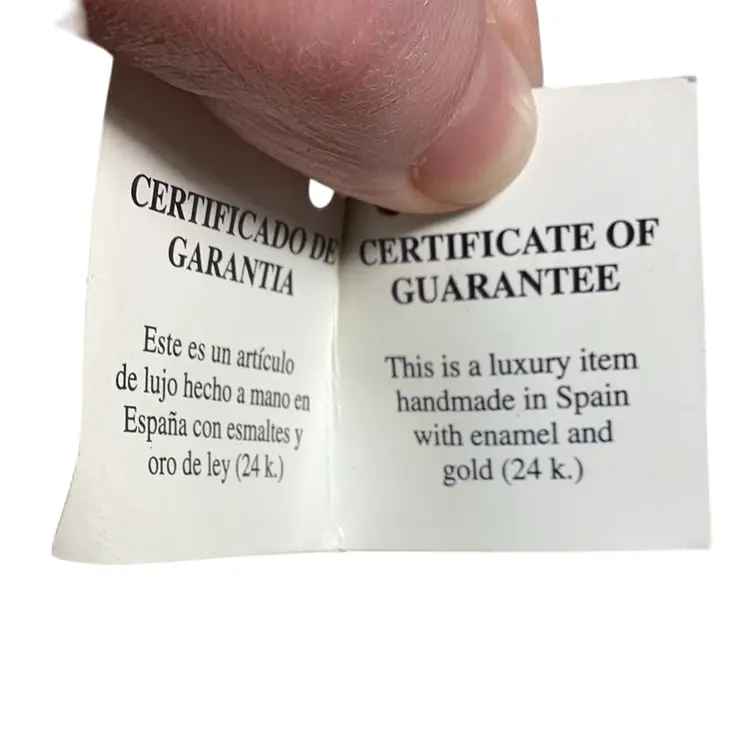 CERTIFICADO DE
GARANTIA
Este es un artículo
de lujo hecho a mano en
España con esmaltes y
oro de ley (24 k.)
CERTIFICATE OF
GUARANTEE
This is a luxury item
handmade in Spain
with enamel and
gold (24 k.)